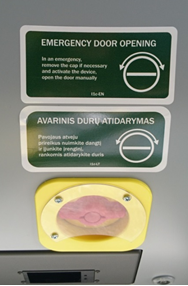 EMERGENCY DOOR OPENING
In an emergency,
remove the cap if necessary
and activate the device,
open the door manually
AVARINIS DURŲ ATIDARYMAS
Pavojaus atveju
prireikus nuimkite dangtį
ir įjunkite įrenginį,
rankomis atidarykite duris